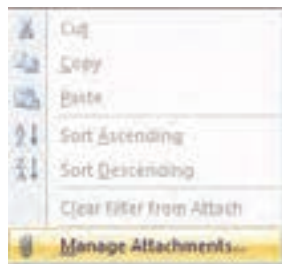 Cut
Copy
Paste
Sort Ascending
Sort Descending
Clear filter from Attach
Manage Attachments...